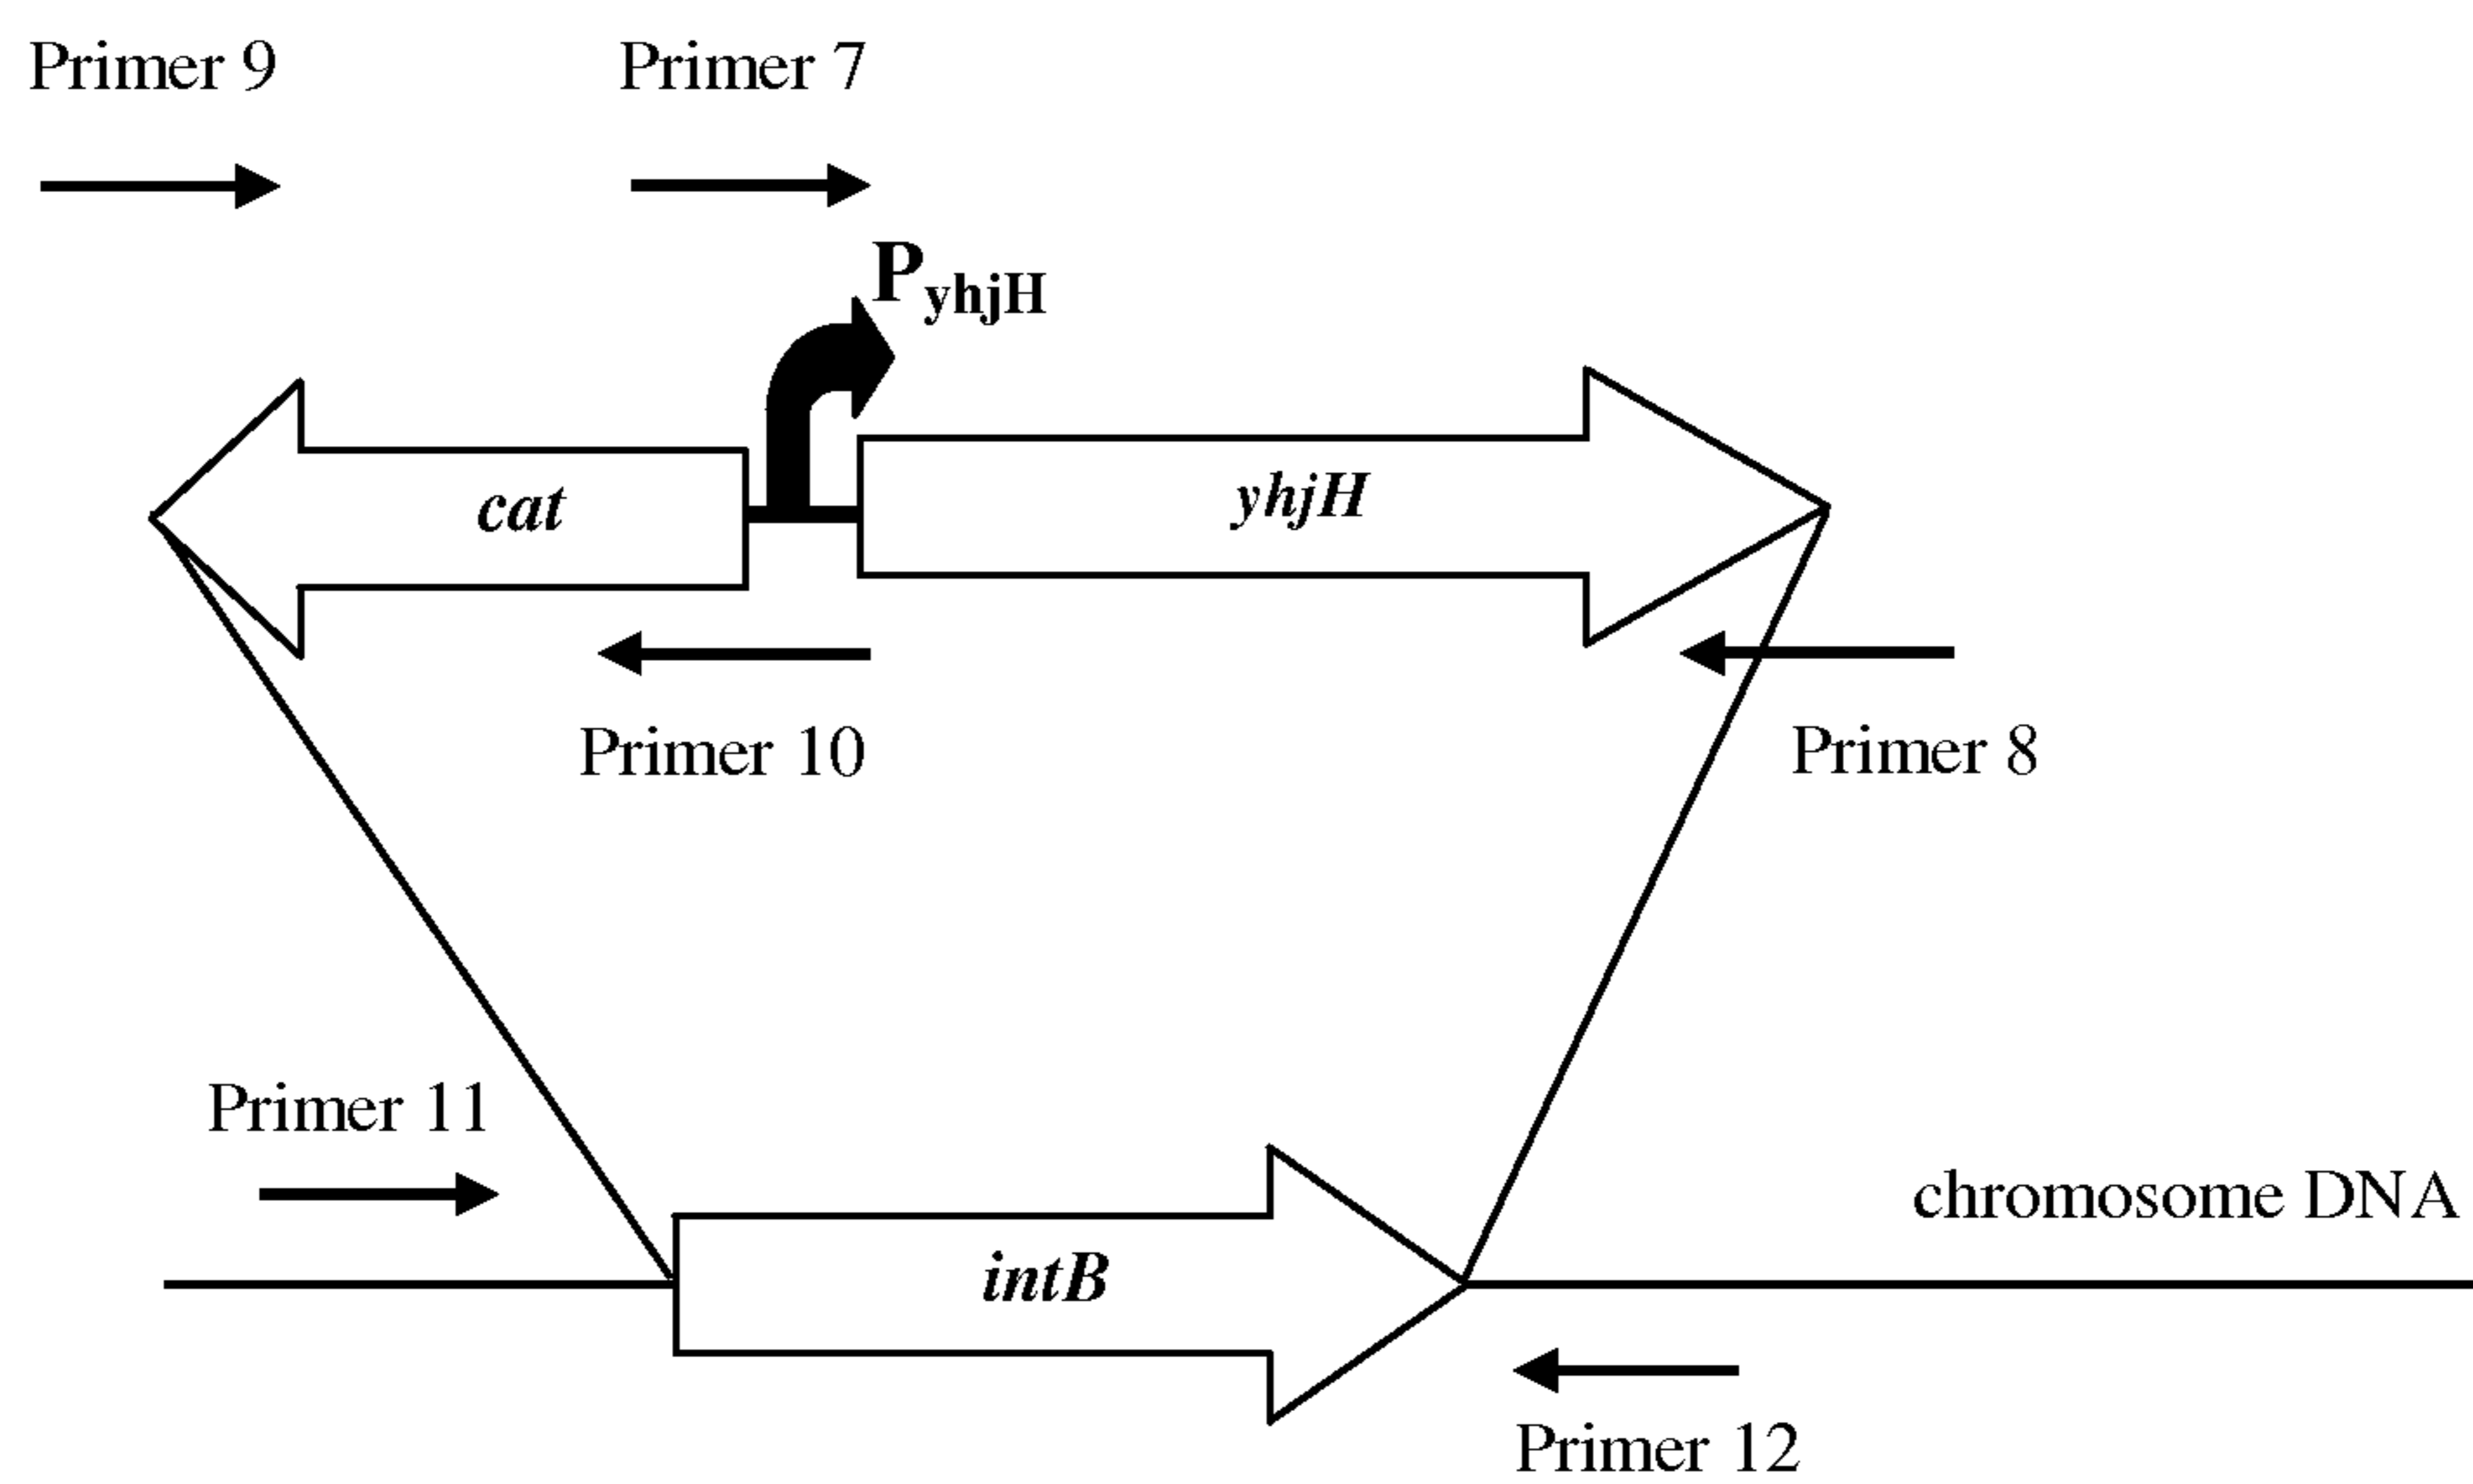 Primer 9
Primer 7
PyhjH
cat
yhjH
Primer 10
Primer 8
Primer 11
chromosome DNA
intB
Primer 12